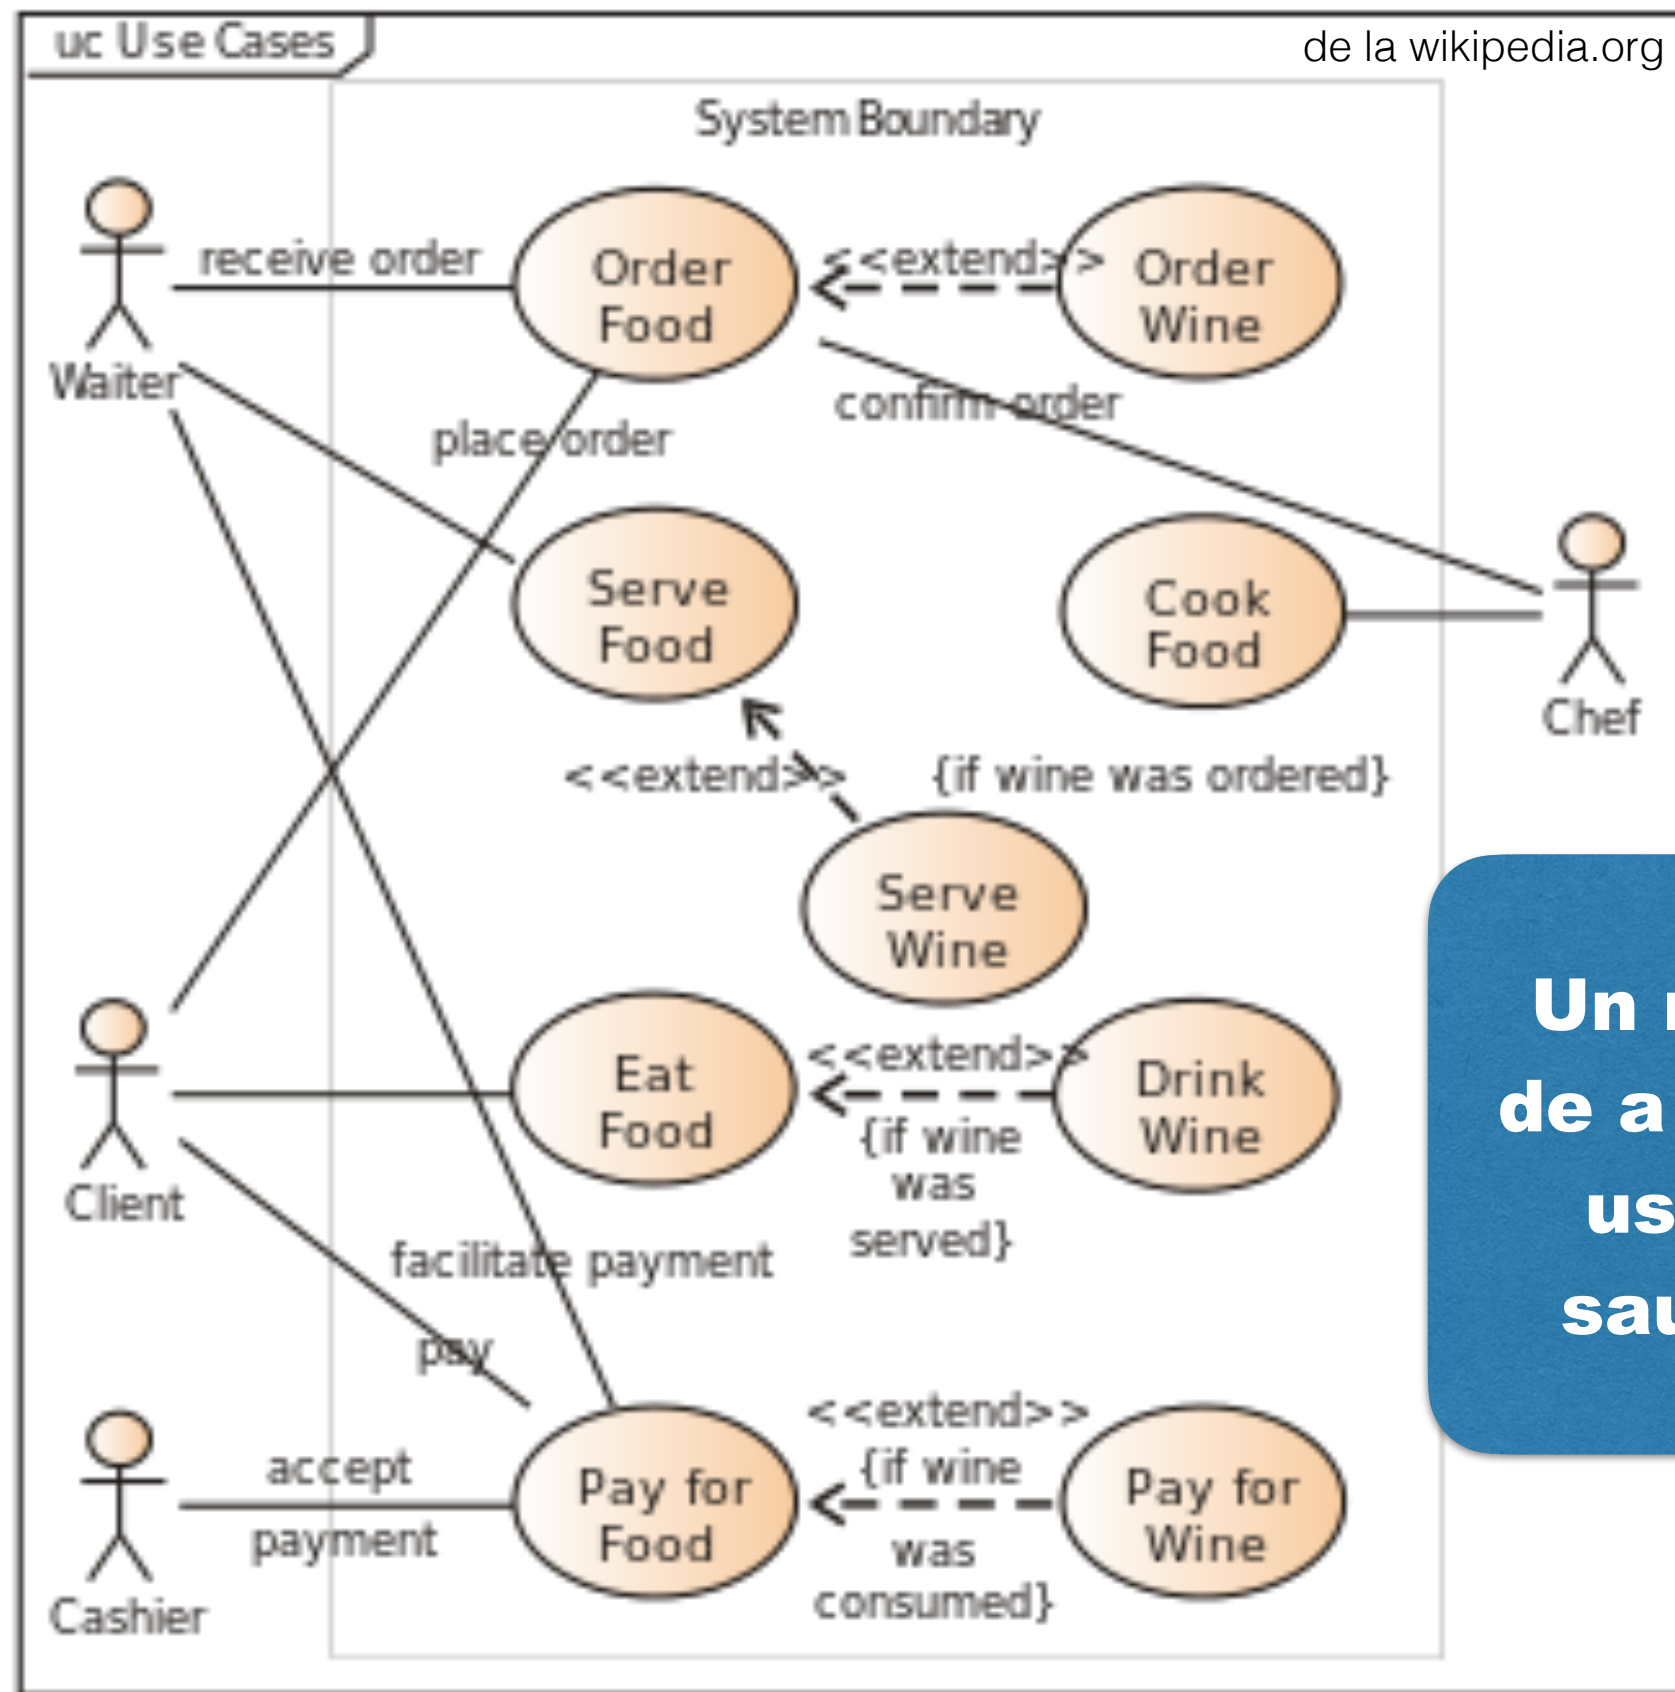 uc Use Cases
de la wikipedia.org
System Boundary
receive order
Order
Food
<<extend>>
Order
Wine
Waiter
place order
confirm order
Serve
Food
Cook
Food
Chef
<<extend>>
{if wine was ordered}
Serve
Wine
Eat
Food
<<extend>>
{if wine
was
served}
Drink
Wine
Client
facilitate payment
pay
accept
payment
Pay for
Food
<<extend>>
{if wine
was
consumed}
Pay for
Wine
Cashier
Un
de a